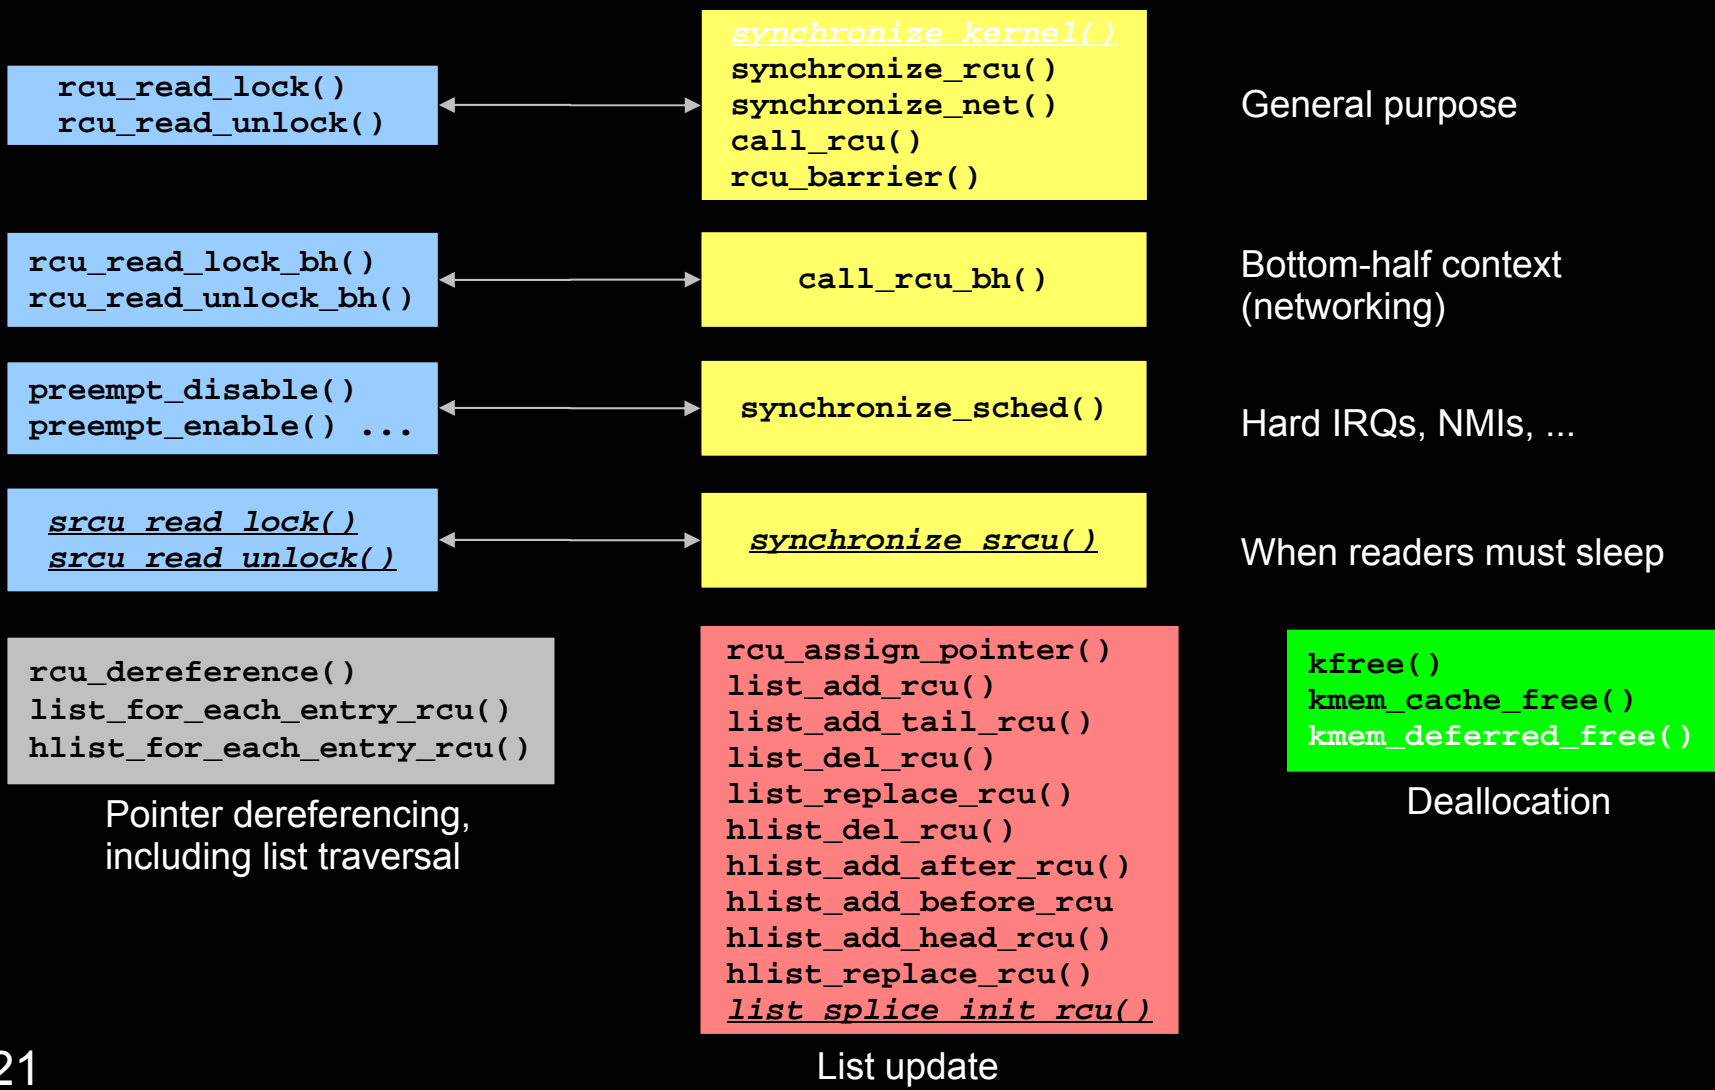 synchronize_kernel()
rcu_read_lock()
rcu_read_unlock()
synchronize_rcu()
synchronize_net()
call_rcu()
rcu_barrier()
General purpose
rcu_read_lock_bh()
rcu_read_unlock_bh()
call_rcu_bh()
Bottom-half context
(networking)
preempt_disable()
preempt_enable() ...
synchronize_sched()
Hard IRQs, NMIs, ...
srcu_read_lock()
srcu_read_unlock()
synchronize_srcu()
When readers must sleep
rcu_dereference()
list_for_each_entry_rcu()
hlist_for_each_entry_rcu()
Pointer dereferencing,
including list traversal
rcu_assign_pointer()
list_add_rcu()
list_add_tail_rcu()
list_del_rcu()
list_replace_rcu()
hlist_del_rcu()
hlist_add_after_rcu()
hlist_add_before_rcu
hlist_add_head_rcu()
hlist_replace_rcu()
list_splice_init_rcu()
List update
kfree()
kmem_cache_free()
kmem_deferred_free()
Deallocation
21